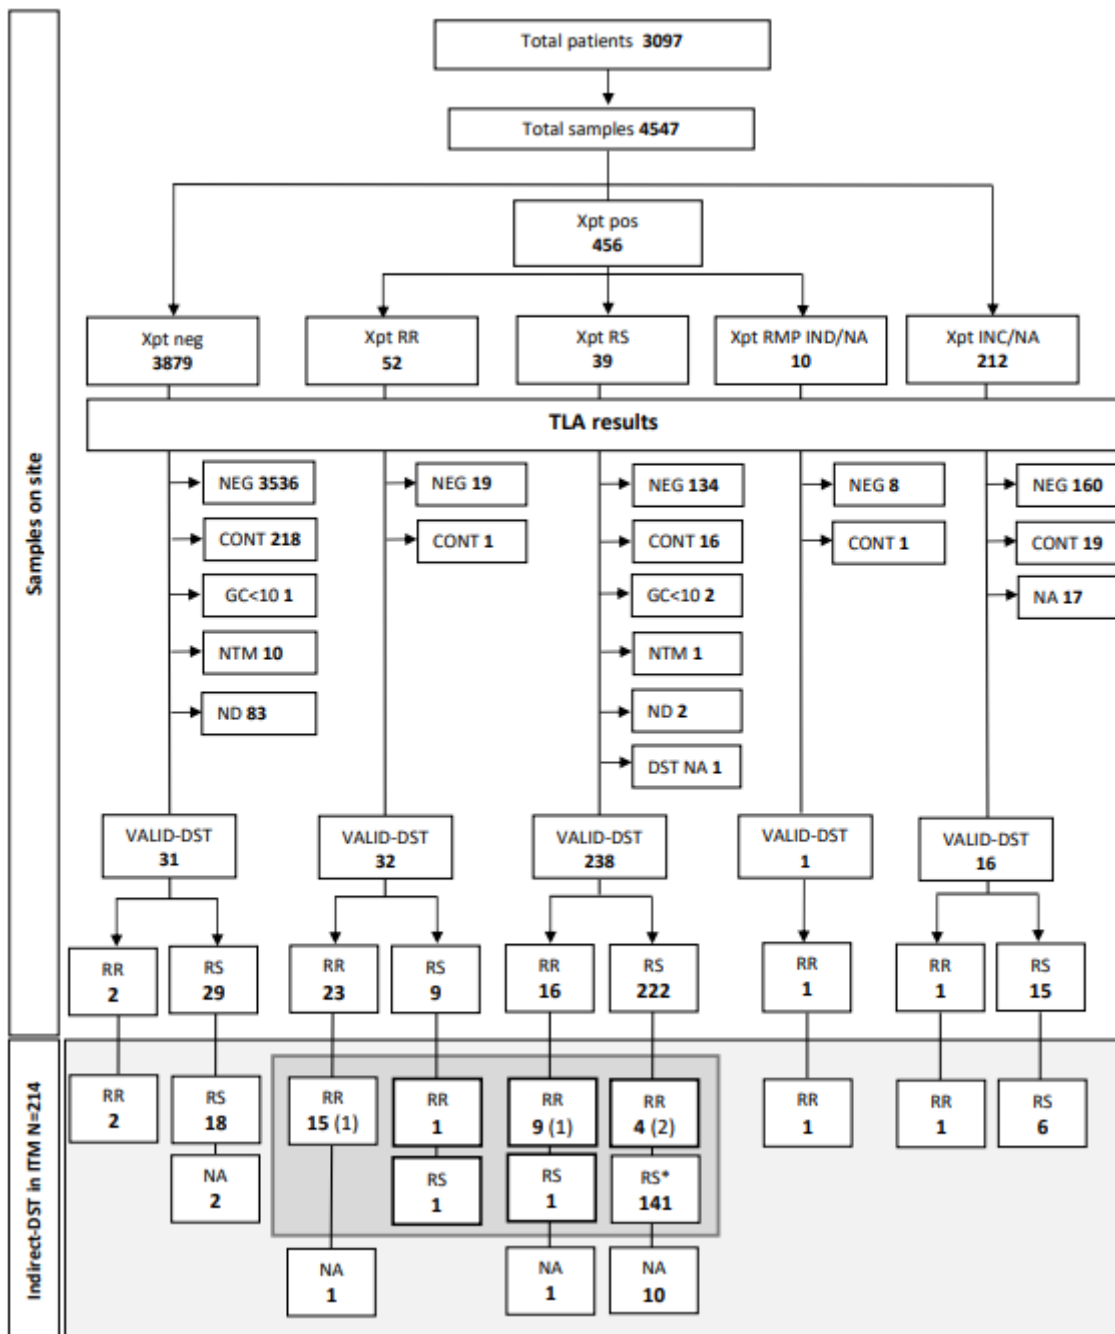 Total patients 3097
Total samples 4547
Xpt pos
456
Xpt neg
3879
Xpt RR
52
Xpt RS
39
Xpt RMP IND/NA
10
Xpt INC/NA
212
TLA results
Samples on site
NEG 3536
CONT 218
GC<10 1
NTM 10
ND 83
NEG 19
CONT 1
NEG 134
CONT 16
GC<10 2
NTM 1
ND 2
DST NA 1
NEG 8
CONT 1
NEG 160
CONT 19
NA 17
VALID-DST
31
VALID-DST
32
VALID-DST
238
VALID-DST
1
VALID-DST
16
RR
2
RS
29
RR
23
RS
9
RR
16
RS
222
RR
1
RR
1
RS
15
Indirect-DST in ITM N=214
RR
2
RS
18
NA
2
RR
15 (1)
NA
1
RR
1
RS
1
RR
9 (1)
RS
1
NA
1
RR
4 (2)
RS*
141
NA
10
RR
1
RR
1
RS
6